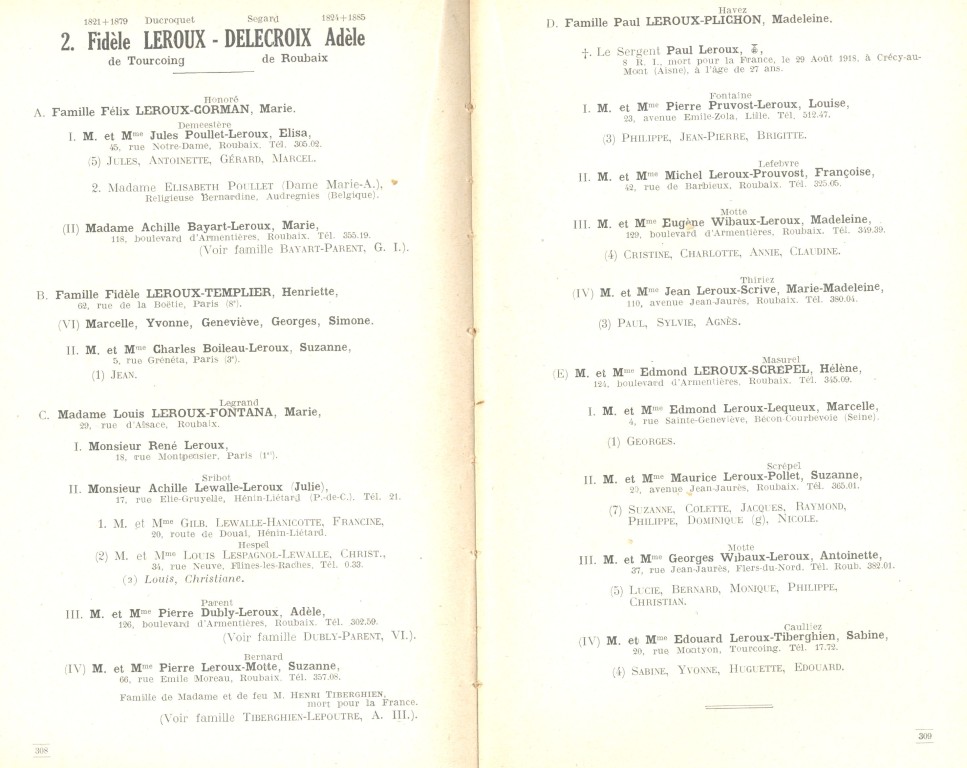 1821+1879 Ducroquet Segard 1824+1885
2. Fidèle LEROUX - DELECROIX Adèle
de Tourcoing de Roubaix
Honoré
A. Famille Félix LEROUX-CORMAN, Marie.
Demeestère
I. M. et Mme Jules Poullet-Leroux, Elisa,
45, rue Notre-Dame, Roubaix. Tél. 305.02.
(5) JULES, ANTOINETTE, GÉRARD, MARCEL.
2. Madame ELISABETH POULLET (Dame Marie-A.),
Religieuse Bernardine, Audregnies (Belgique).
(II) Madame Achille Bayart-Leroux, Marie,
118, boulevard d'Armentières, Roubaix. Tél. 355.19.
(Voir famille BAYART-PARENT, G. I.).
B. Famille Fidèle LEROUX-TEMPLIER, Henriette,
62, rue de la Boëtie, Paris (8e).
(VI) Marcelle, Yvonne, Geneviève, Georges, Simone.
II. M. et Mme Charles Boileau-Leroux, Suzanne,
5, rue Grénéta, Paris (3e).
(1) JEAN.
Legrand
C. Madame Louis LEROUX-FONTANA, Marie,
29, rue d'Alsace, Roubaix.
I. Monsieur René Leroux,
18, rue Montpensier, Paris (1er).
Sribot
II. Monsieur Achille Lewalle-Leroux (Julie),
17, rue Elie-Gruyelle, Hénin-Liétard (P.-de-C.). Tél. 21.
1. M. et Mme GILB. LEWALLE-HANICOTTE, FRANCINE,
20, route de Douai, Hénin-Liétard.
Hespel
(2) M. et Mme LOUIS LESPAGNOL-LEWALLE, CHRIST.,
34, rue Neuve, Flines-les-Raches, Tél. 0.33.
(2) Louis, Christiane.
Parent
III. M. et Mme Pierre Dubly-Leroux, Adèle,
126, boulevard d'Armentières, Roubaix. Tél. 302.59.
(Voir famille DUBLY-PARENT, VI.).
Bernard
(IV) M. et Mme Pierre Leroux-Motte, Suzanne,
66, rue Emile Moreau, Roubaix. Tél. 357.08.
Famille de Madame et de feu M. HENRI TIBERGHIEN,
mort pour la France.
(Voir famille TIBERGHIEN-LEPOUTRE, A. III.).
308
Havez
D. Famille Paul LEROUX-PLICHON, Madeleine.
†. Le Sergent Paul Leroux,
8 R. I., mort pour la France, le 29 Août 1918, à Crécy-au-
Mont (Aisne), à l'âge de 27 ans.
Fontaine
I. M. et Mme Pierre Pruvost-Leroux, Louise,
23, avenue Emile-Zola, Lille. Tél. 512.47.
(3) PHILIPPE, JEAN-PIERRE, BRIGITTE.
Lefebvre
II. M. et Mme Michel Leroux-Prouvost, Françoise,
42, rue de Barbieux, Roubaix. Tél. 325.05.
Motte
III. M. et Mme Eugène Wibaux-Leroux, Madeleine,
129, boulevard d'Armentières, Roubaix. Tél. 349.39.
(4) CRISTINE, CHARLOTTE, ANNIE, CLAUDINE.
Thiriez
(IV) M. et Mme Jean Leroux-Scrive, Marie-Madeleine,
110, avenue Jean-Jaurès, Roubaix. Tél. 380.04.
(3) PAUL, SYLVIE, AGNÈS.
Masurel
(E) M. et Mme Edmond LEROUX-SCRÉPEL, Hélène,
124, boulevard d'Armentières, Roubaix. Tél. 345.09.
I. M. et Mme Edmond Leroux-Lequeux, Marcelle,
4, rue Sainte-Geneviève, Bécon-Courbevoie (Seine).
(1) GEORGES.
Scrépel
II. M. et Mme Maurice Leroux-Pollet, Suzanne,
29, avenue Jean-Jaurès, Roubaix. Tél. 365.01.
(7) SUZANNE, COLETTE, JACQUES, RAYMOND,
PHILIPPE, DOMINIQUE (g), NICOLE.
Motte
III. M. et Mme Georges Wibaux-Leroux, Antoinette,
37, rue Jean-Jaurès, Flers-du-Nord. Tél. Roub. 382.01.
(5) LUCIE, BERNARD, MONIQUE, PHILIPPE,
CHRISTIAN.
Caulliez
(IV) M. et Mme Edouard Leroux-Tiberghien, Sabine,
20, rue Montyon, Tourcoing. Tél. 17.72.
(4) SABINE, YVONNE, HUGUETTE, EDOUARD.
309